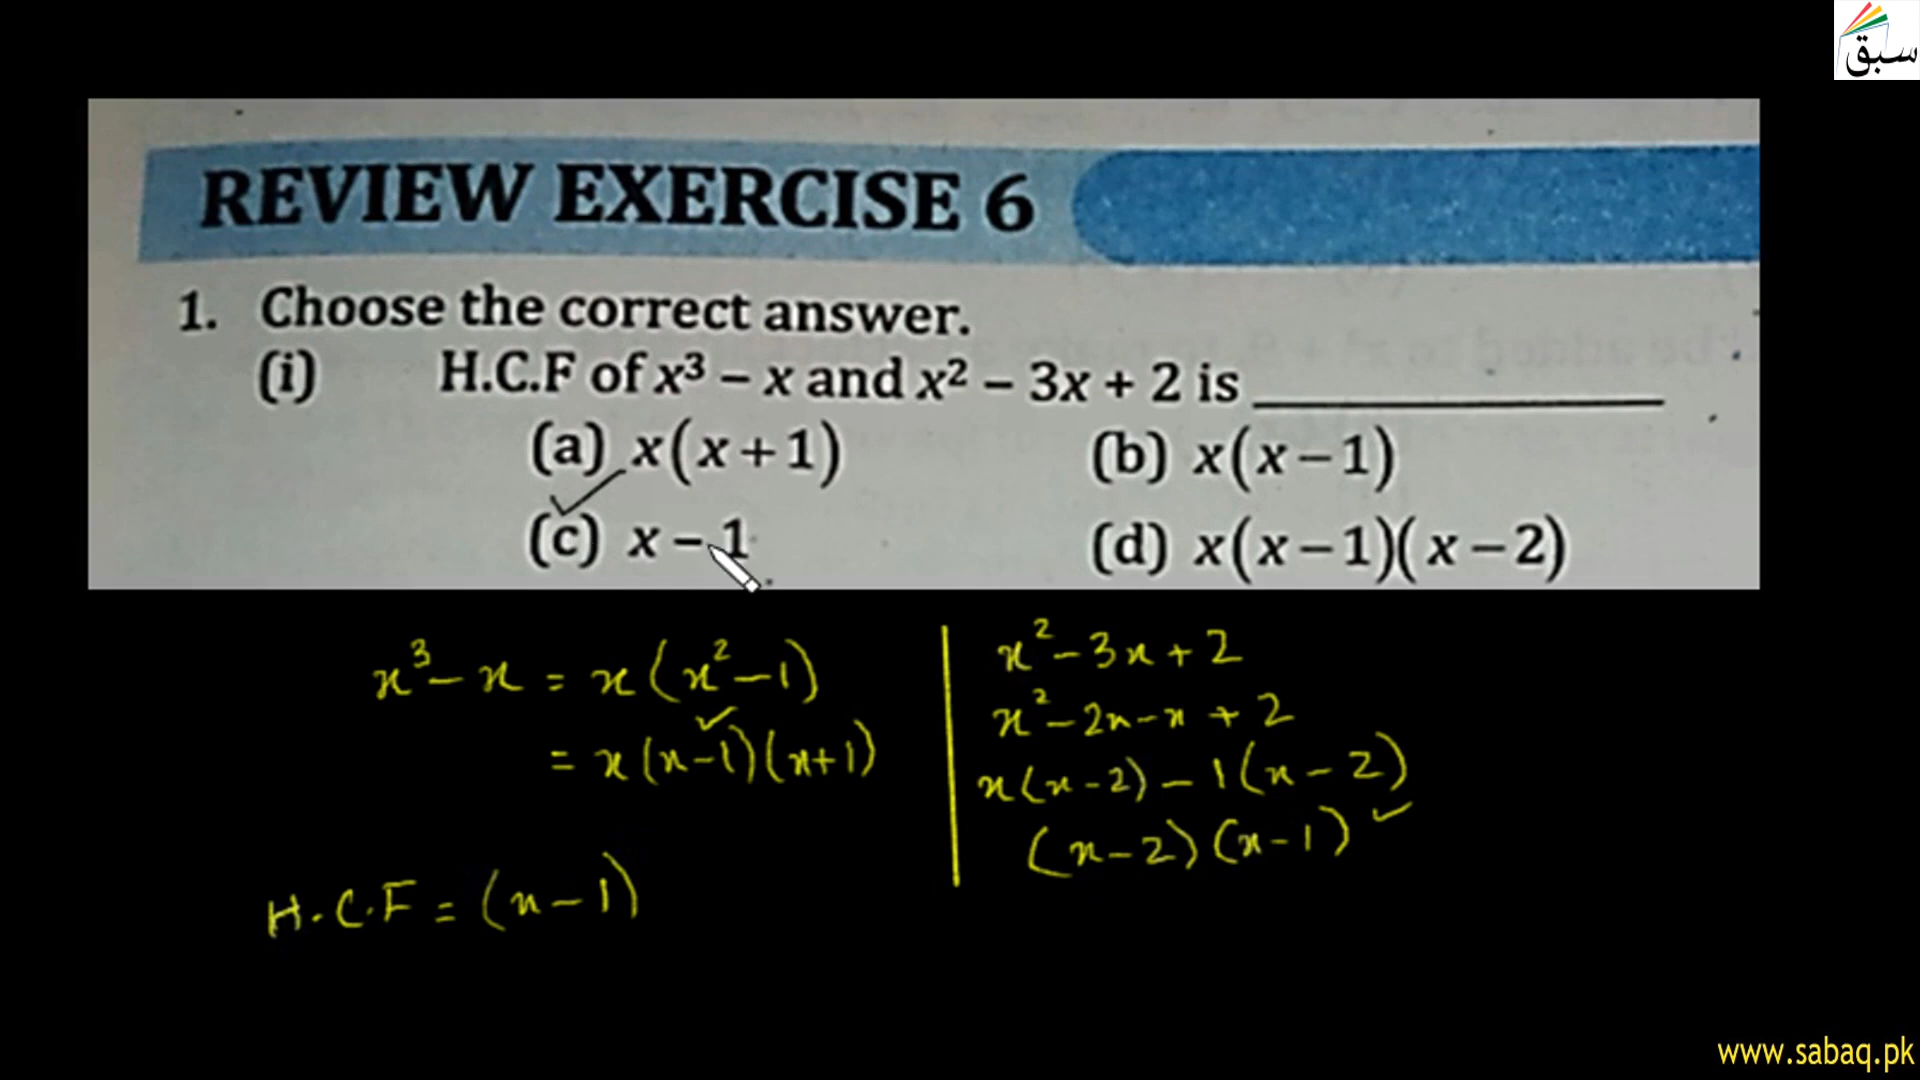 سبق
REVIEW EXERCISE 6
1. Choose the correct answer.
(i) H.C.F of x³ – x and x² – 3x + 2 is ________
(a) x(x+1) (b) x(x–1)
(c) x – 1 (d) x(x–1)(x–2)
x³ – x = x(x² – 1)
= x(x–1)(x+1)
x² – 3x + 2
x² – 2x – x + 2
x(x–2) – 1(x–2)
(x–2)(x–1)
H.C.F = (x–1)
www.sabaq.pk